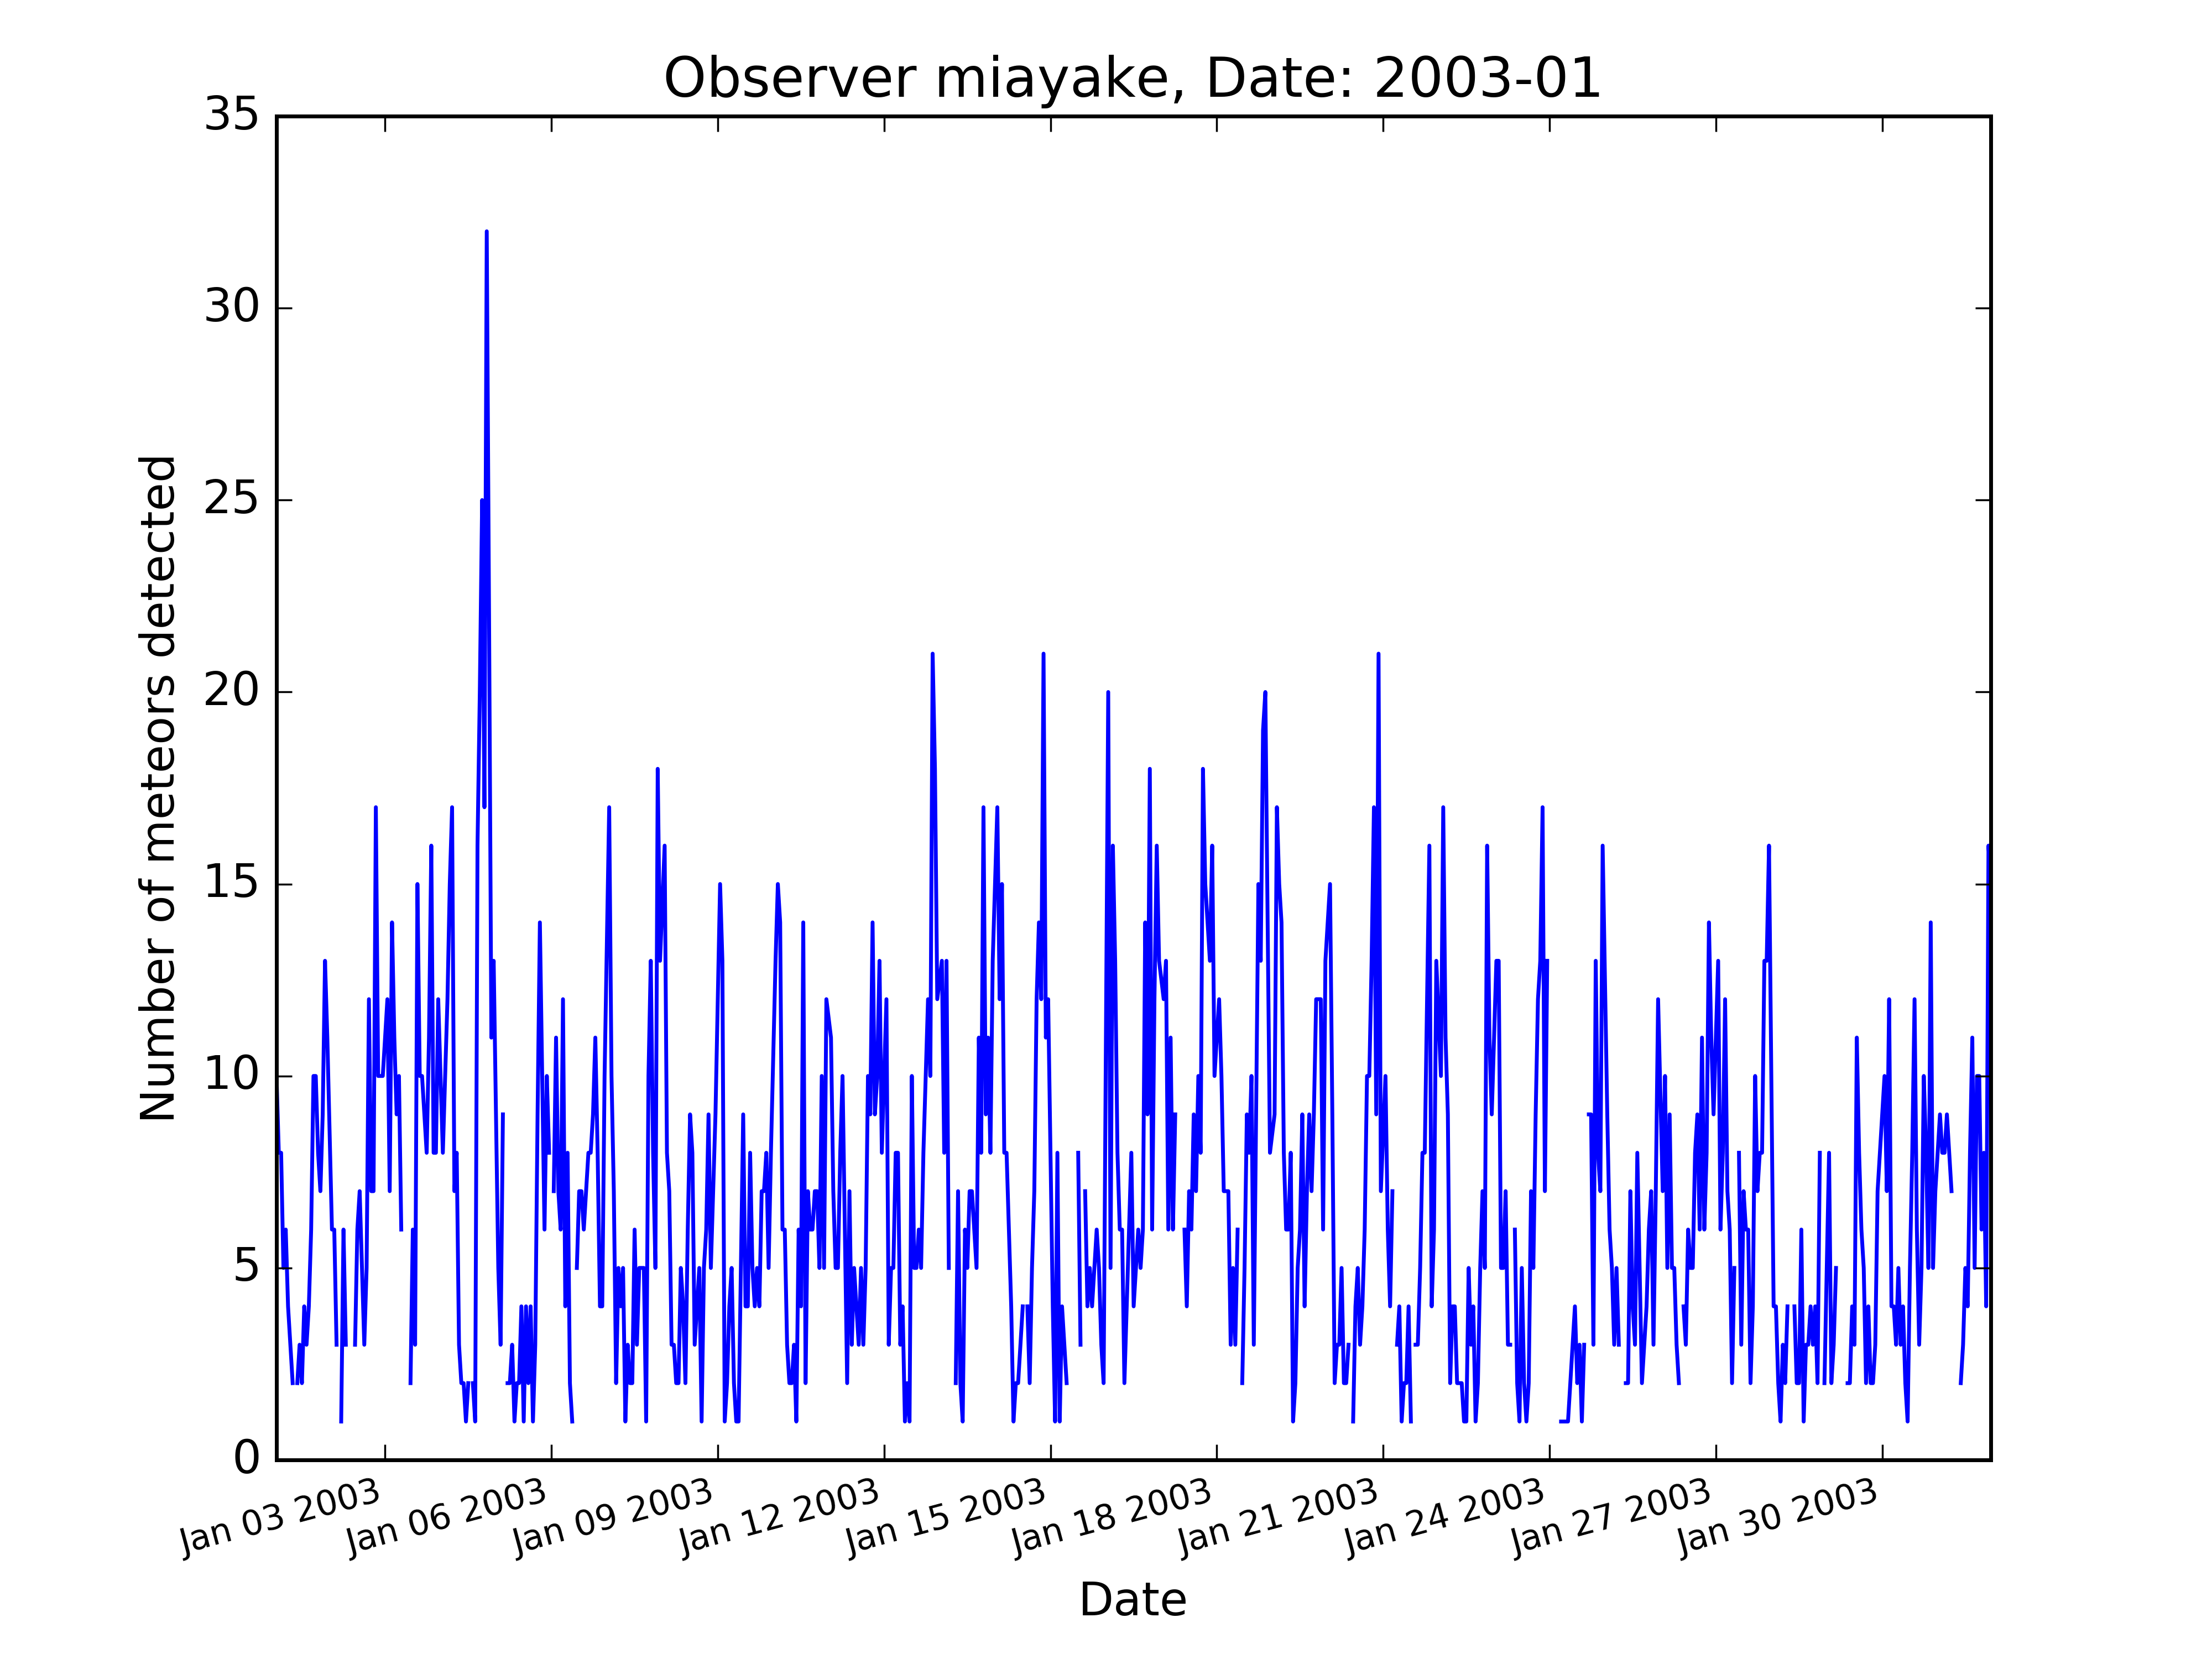 Observer miayake, Date: 2003-01
Number of meteors detected
35
30
25
20
15
10
5
0
Jan 03 2003
Jan 06 2003
Jan 09 2003
Jan 12 2003
Jan 15 2003
Jan 18 2003
Jan 21 2003
Jan 24 2003
Jan 27 2003
Jan 30 2003
Date